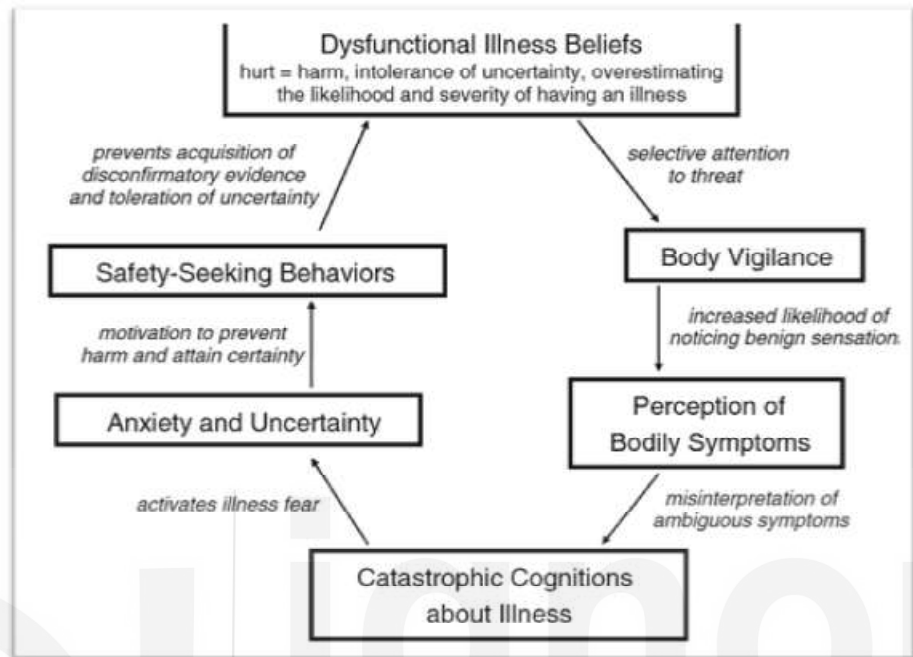 Dysfunctional Illness Beliefs
hurt = harm, intolerance of uncertainty, overestimating
the likelihood and severity of having an illness
prevents acquisition of
disconfirmatory evidence
and toleration of uncertainty
selective attention
to threat
Safety-Seeking Behaviors
Body Vigilance
motivation to prevent
harm and attain certainty
increased likelihood of
noticing benign sensation
Anxiety and Uncertainty
Perception of
Bodily Symptoms
activates illness fear
misinterpretation of
ambiguous symptoms
Catastrophic Cognitions
about Illness